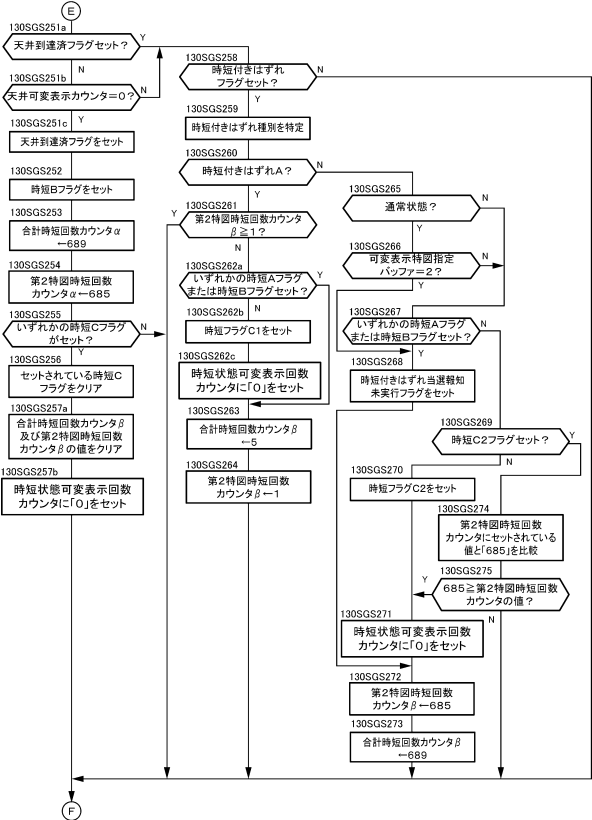 E
130SGS251a
天井到達済フラグセット?
Y
N
130SGS251b
天井可変表示カウンタ=0?
N
Y
130SGS251c
天井到達済フラグをセット
130SGS252
時短Bフラグをセット
130SGS253
合計時短回数カウンタα
←689
130SGS254
第2特図時短回数
カウンタα←685
130SGS255
いずれかの時短Cフラグ
がセット?
N
Y
130SGS256
セットされている時短C
フラグをクリア
130SGS257a
合計時短回数カウンタβ
及び第2特図時短回数
カウンタβの値をクリア
130SGS257b
時短状態可変表示回数
カウンタに「0」をセット
130SGS258
時短付きはずれ
フラグセット?
N
Y
130SGS259
時短付きはずれ種別を特定
130SGS260
時短付きはずれA?
N
Y
130SGS261
第2特図時短回数カウンタ
β≧1?
Y
N
130SGS262a
いずれかの時短Aフラグ
または時短Bフラグセット?
Y
N
130SGS262b
時短フラグC1をセット
130SGS262c
時短状態可変表示回数
カウンタに「0」をセット
130SGS263
合計時短回数カウンタβ
←5
130SGS264
第2特図時短回数
カウンタβ←1
130SGS265
通常状態?
N
Y
130SGS266
可変表示特図指定
バッファ=2?
N
Y
130SGS267
いずれかの時短Aフラグ
または時短Bフラグセット?
N
Y
130SGS268
時短付きはずれ当選報知
未実行フラグをセット
130SGS269
時短C2フラグセット?
Y
N
130SGS270
時短フラグC2をセット
130SGS274
第2特図時短回数
カウンタにセットされている
値と「685」を比較
130SGS275
685≧第2特図時短回数
カウンタの値?
Y
N
130SGS271
時短状態可変表示回数
カウンタに「0」をセット
130SGS272
第2特図時短回数
カウンタβ←685
130SGS273
合計時短回数カウンタβ
←689
F